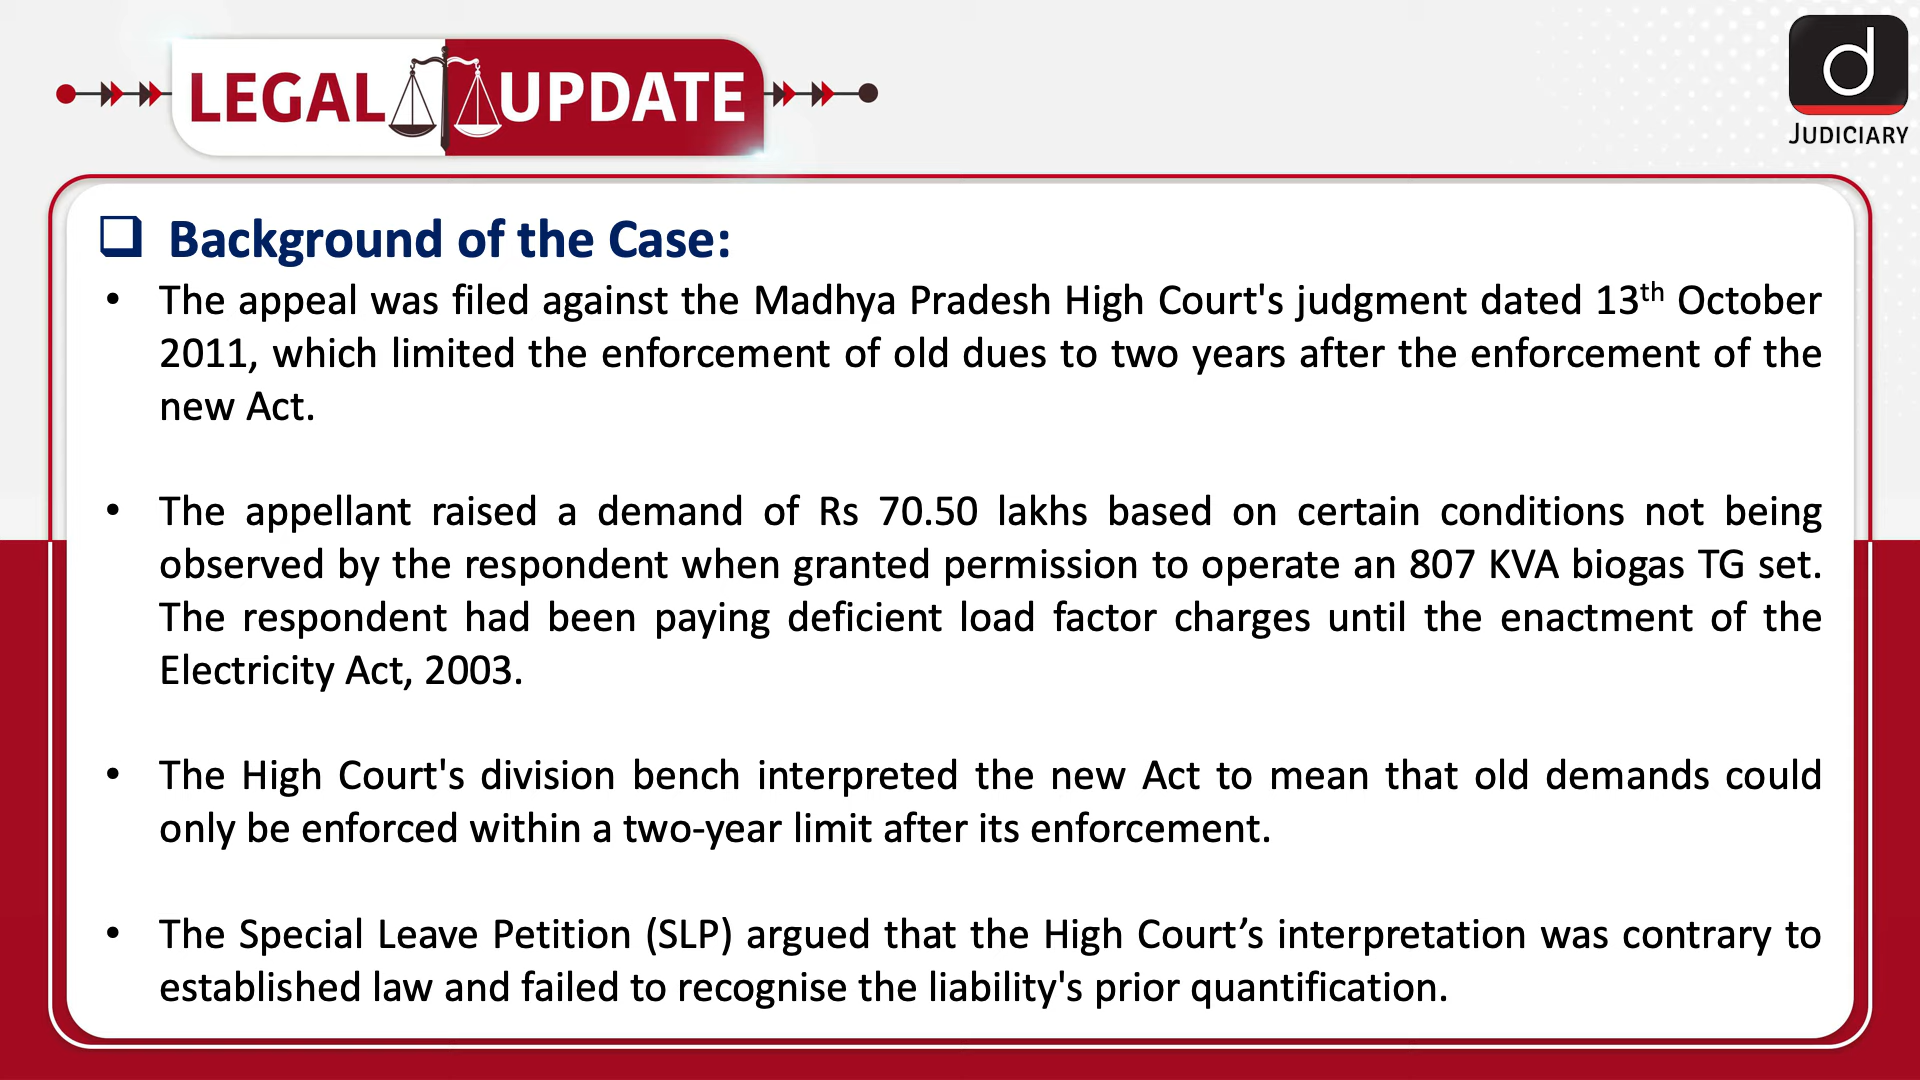 LEGAL UPDATE
d
JUDICIARY
❑ Background of the Case:
• The appeal was filed against the Madhya Pradesh High Court's judgment dated 13th October
2011, which limited the enforcement of old dues to two years after the enforcement of the
new Act.
• The appellant raised a demand of Rs 70.50 lakhs based on certain conditions not being
observed by the respondent when granted permission to operate an 807 KVA biogas TG set.
The respondent had been paying deficient load factor charges until the enactment of the
Electricity Act, 2003.
• The High Court's division bench interpreted the new Act to mean that old demands could
only be enforced within a two-year limit after its enforcement.
• The Special Leave Petition (SLP) argued that the High Court’s interpretation was contrary to
established law and failed to recognise the liability's prior quantification.